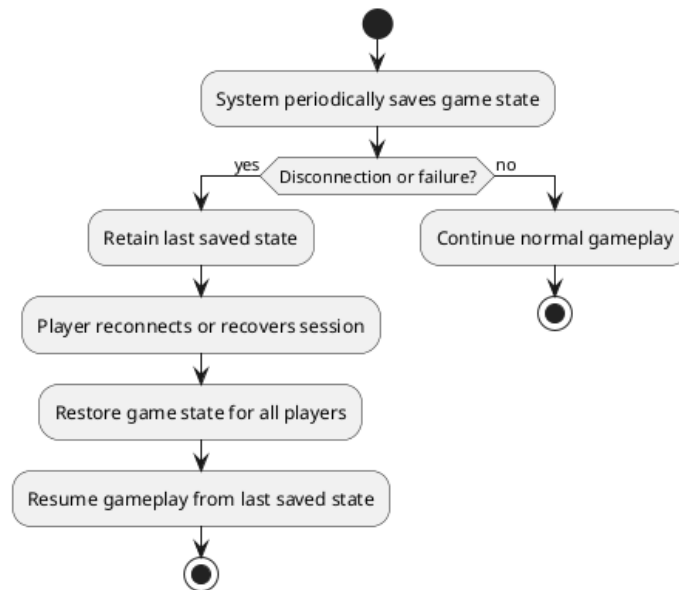 System periodically saves game state
yes
Disconnection or failure?
no
Retain last saved state
Continue normal gameplay
Player reconnects or recovers session
Restore game state for all players
Resume gameplay from last saved state